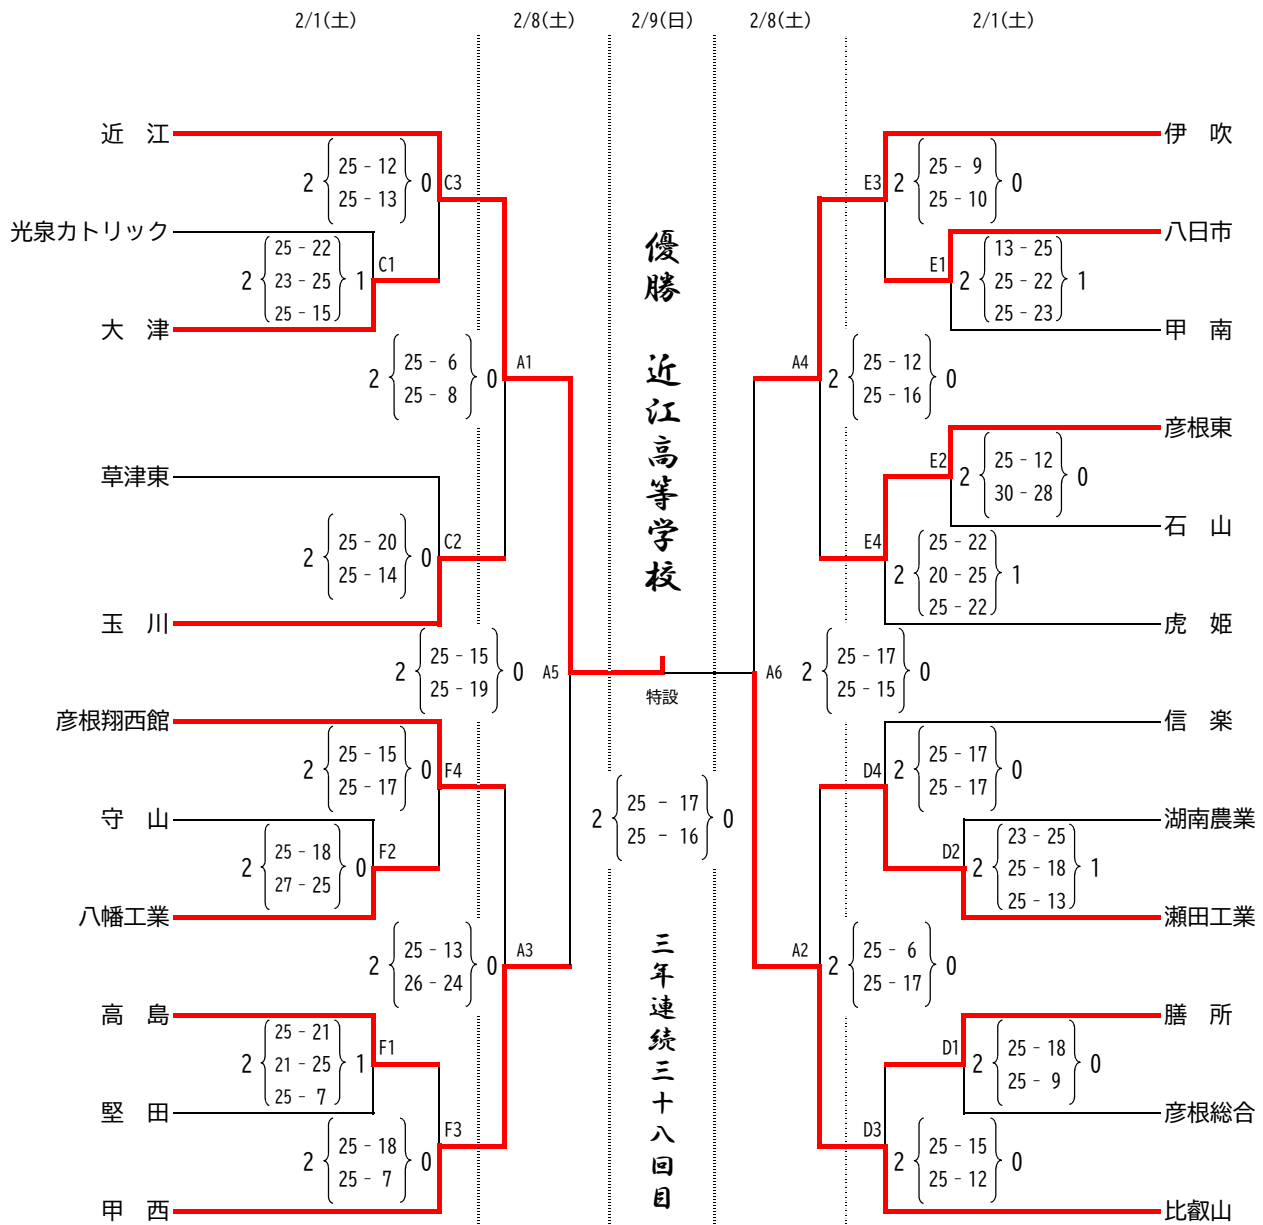 2/1(土) 2/8(土) 2/9(日) 2/8(土) 2/1(土)
近　江
2 25 - 12 0 C3
25 - 13
光泉カトリック
2 25 - 22 1 C1
23 - 25
25 - 15
大　津
2 25 - 6 0 A1
25 - 8
草津東
2 25 - 20 0 C2
25 - 14
玉　川
2 25 - 15 0 A5
25 - 19
彦根翔西館
2 25 - 15 0 F4
25 - 17
守　山
2 25 - 18 0 F2
27 - 25
八幡工業
2 25 - 13 0 A3
26 - 24
高　島
2 25 - 21 1 F1
21 - 25
25 - 7
堅　田
2 25 - 18 0 F3
25 - 7
甲　西
優勝　近江高等学校
特設
2 25 - 17 0
25 - 16
三年連続三十八回目
伊　吹
E3 2 25 - 9 0
25 - 10
八日市
E1 2 13 - 25 1
25 - 22
25 - 23
甲　南
A4 2 25 - 12 0
25 - 16
彦根東
E2 2 25 - 12 0
30 - 28
石　山
E4 2 25 - 22 1
20 - 25
25 - 22
虎　姫
A6 2 25 - 17 0
25 - 15
信　楽
D4 2 25 - 17 0
25 - 17
湖南農業
D2 2 23 - 25 1
25 - 18
25 - 13
瀬田工業
A2 2 25 - 6 0
25 - 17
膳　所
D1 2 25 - 18 0
25 - 9
彦根総合
D3 2 25 - 15 0
25 - 12
比叡山